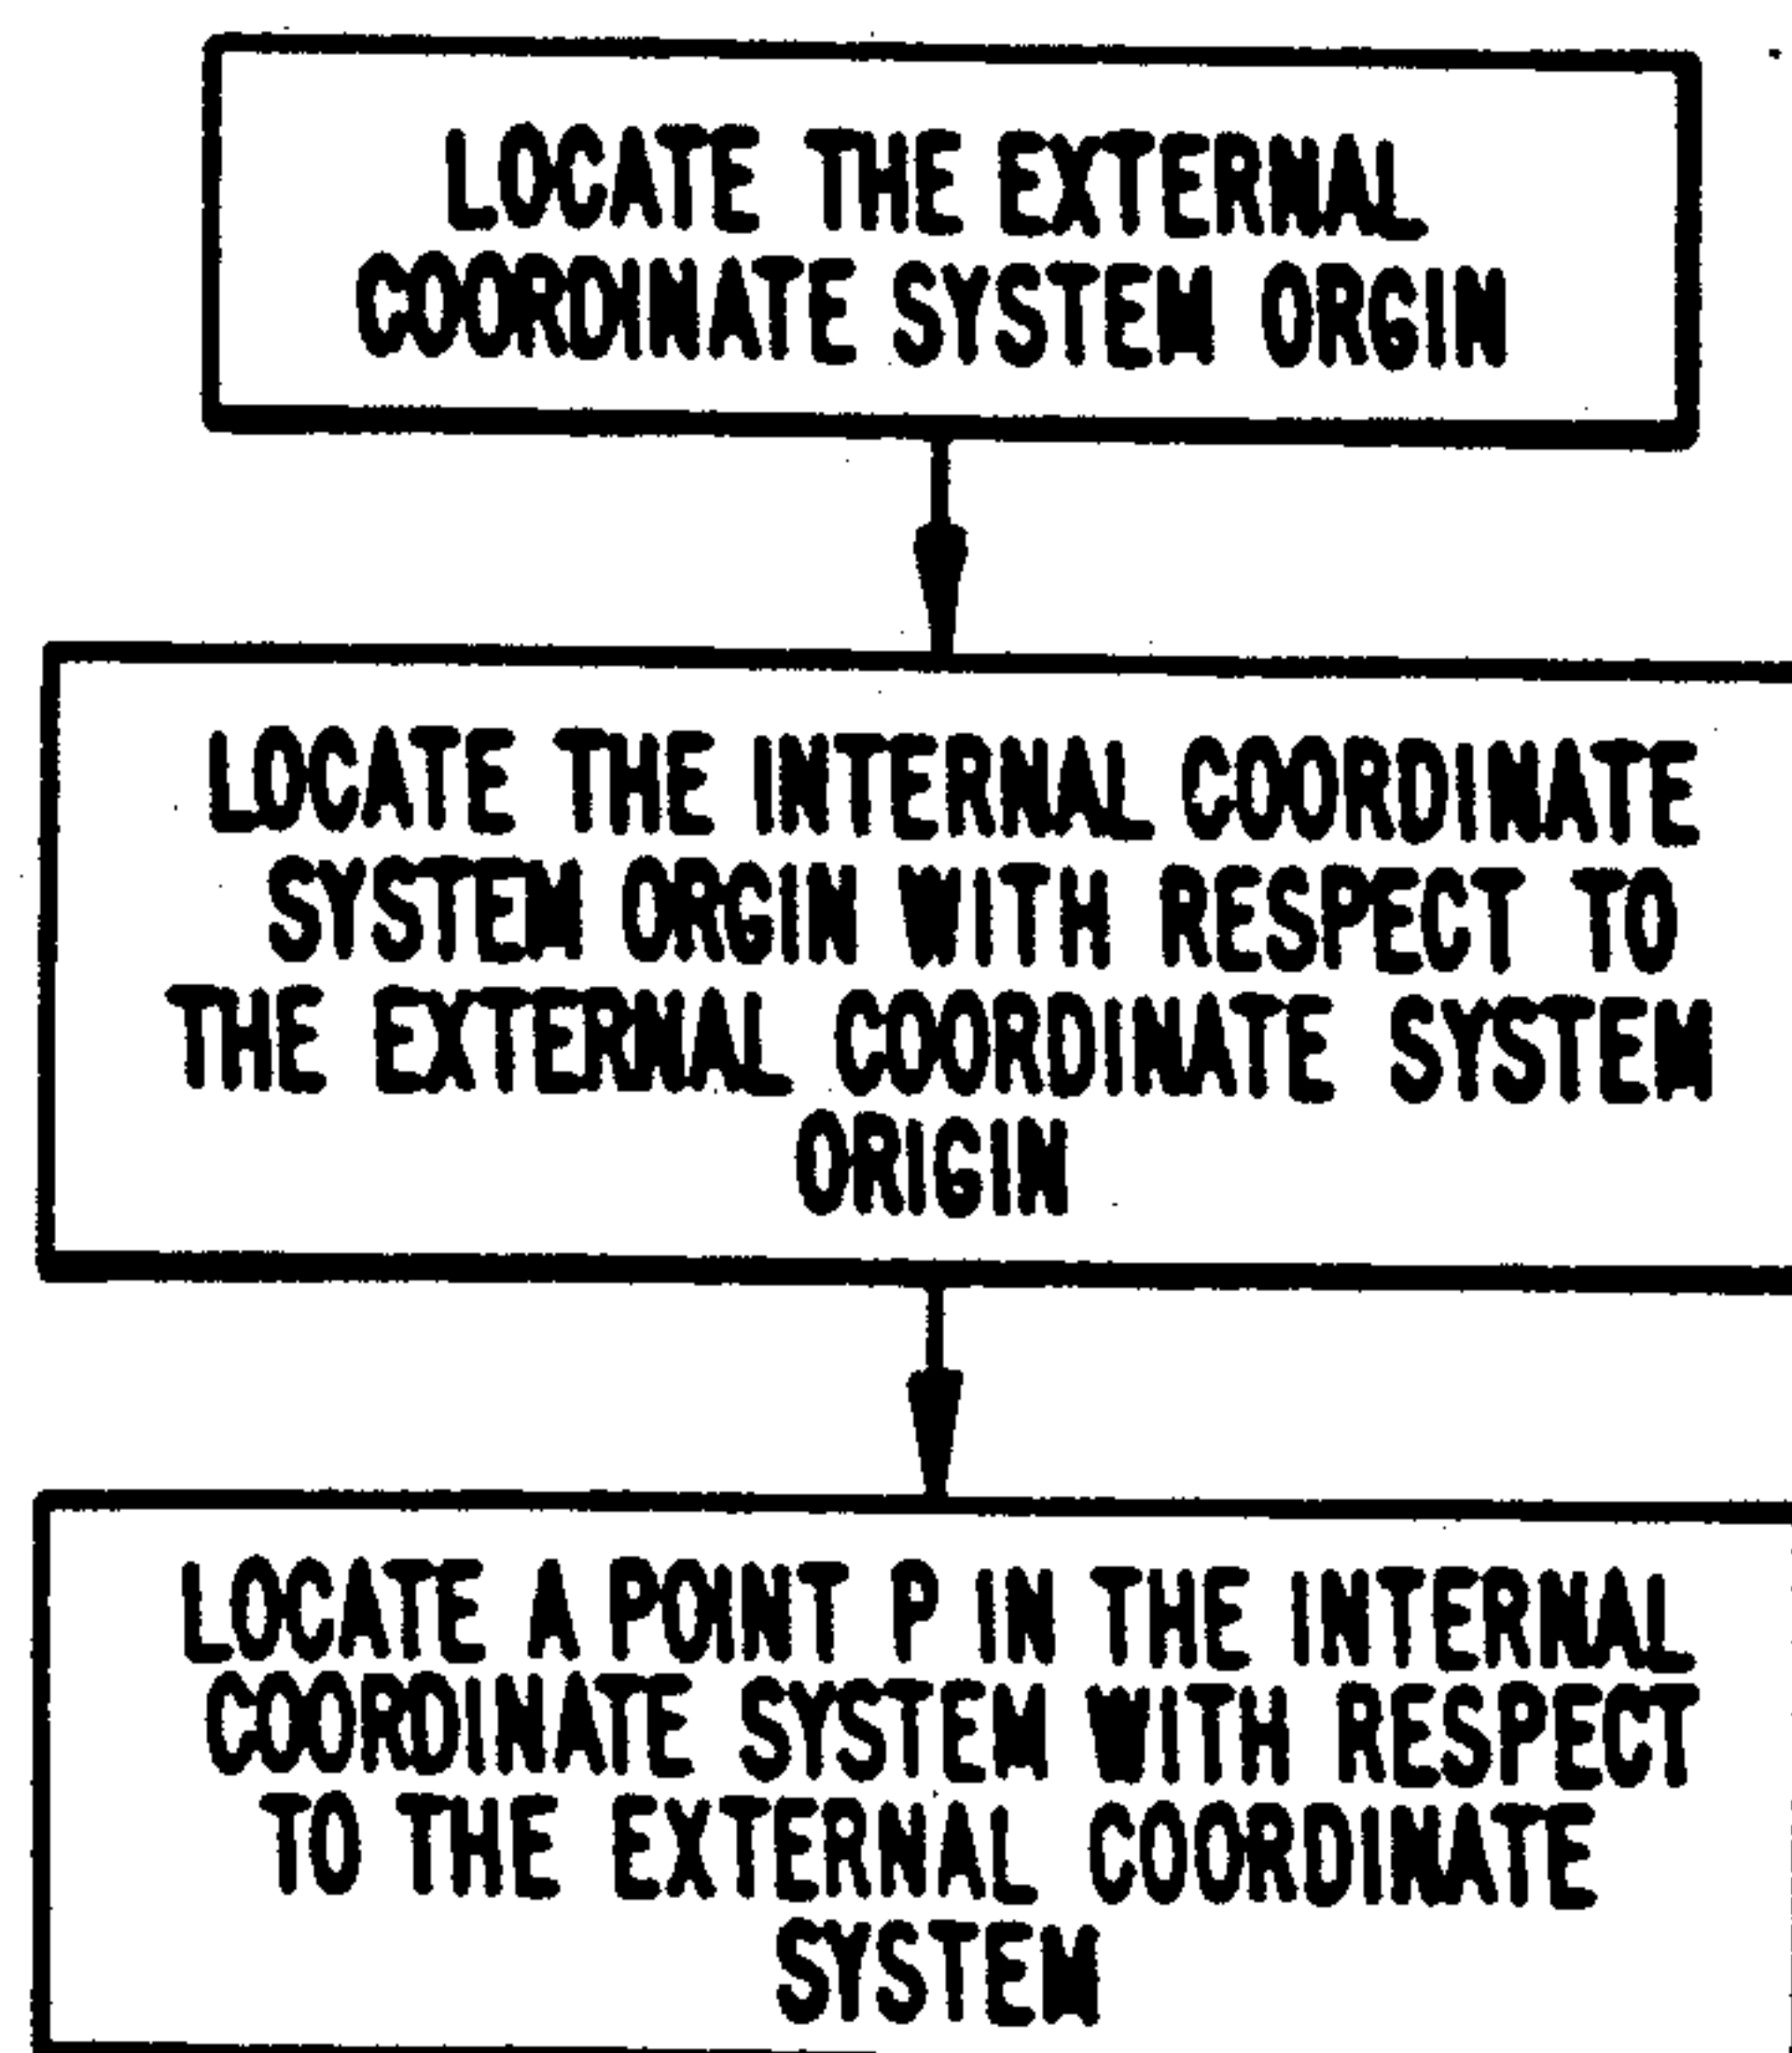 LOCATE THE EXTERNAL
COORDINATE SYSTEM ORGIN
LOCATE THE INTERNAL COORDINATE
SYSTEM ORGIN WITH RESPECT TO
THE EXTERNAL COORDINATE SYSTEM
ORIGIN
LOCATE A POINT P IN THE INTERNAL
COORDINATE SYSTEM WITH RESPECT
TO THE EXTERNAL COORDINATE
SYSTEM